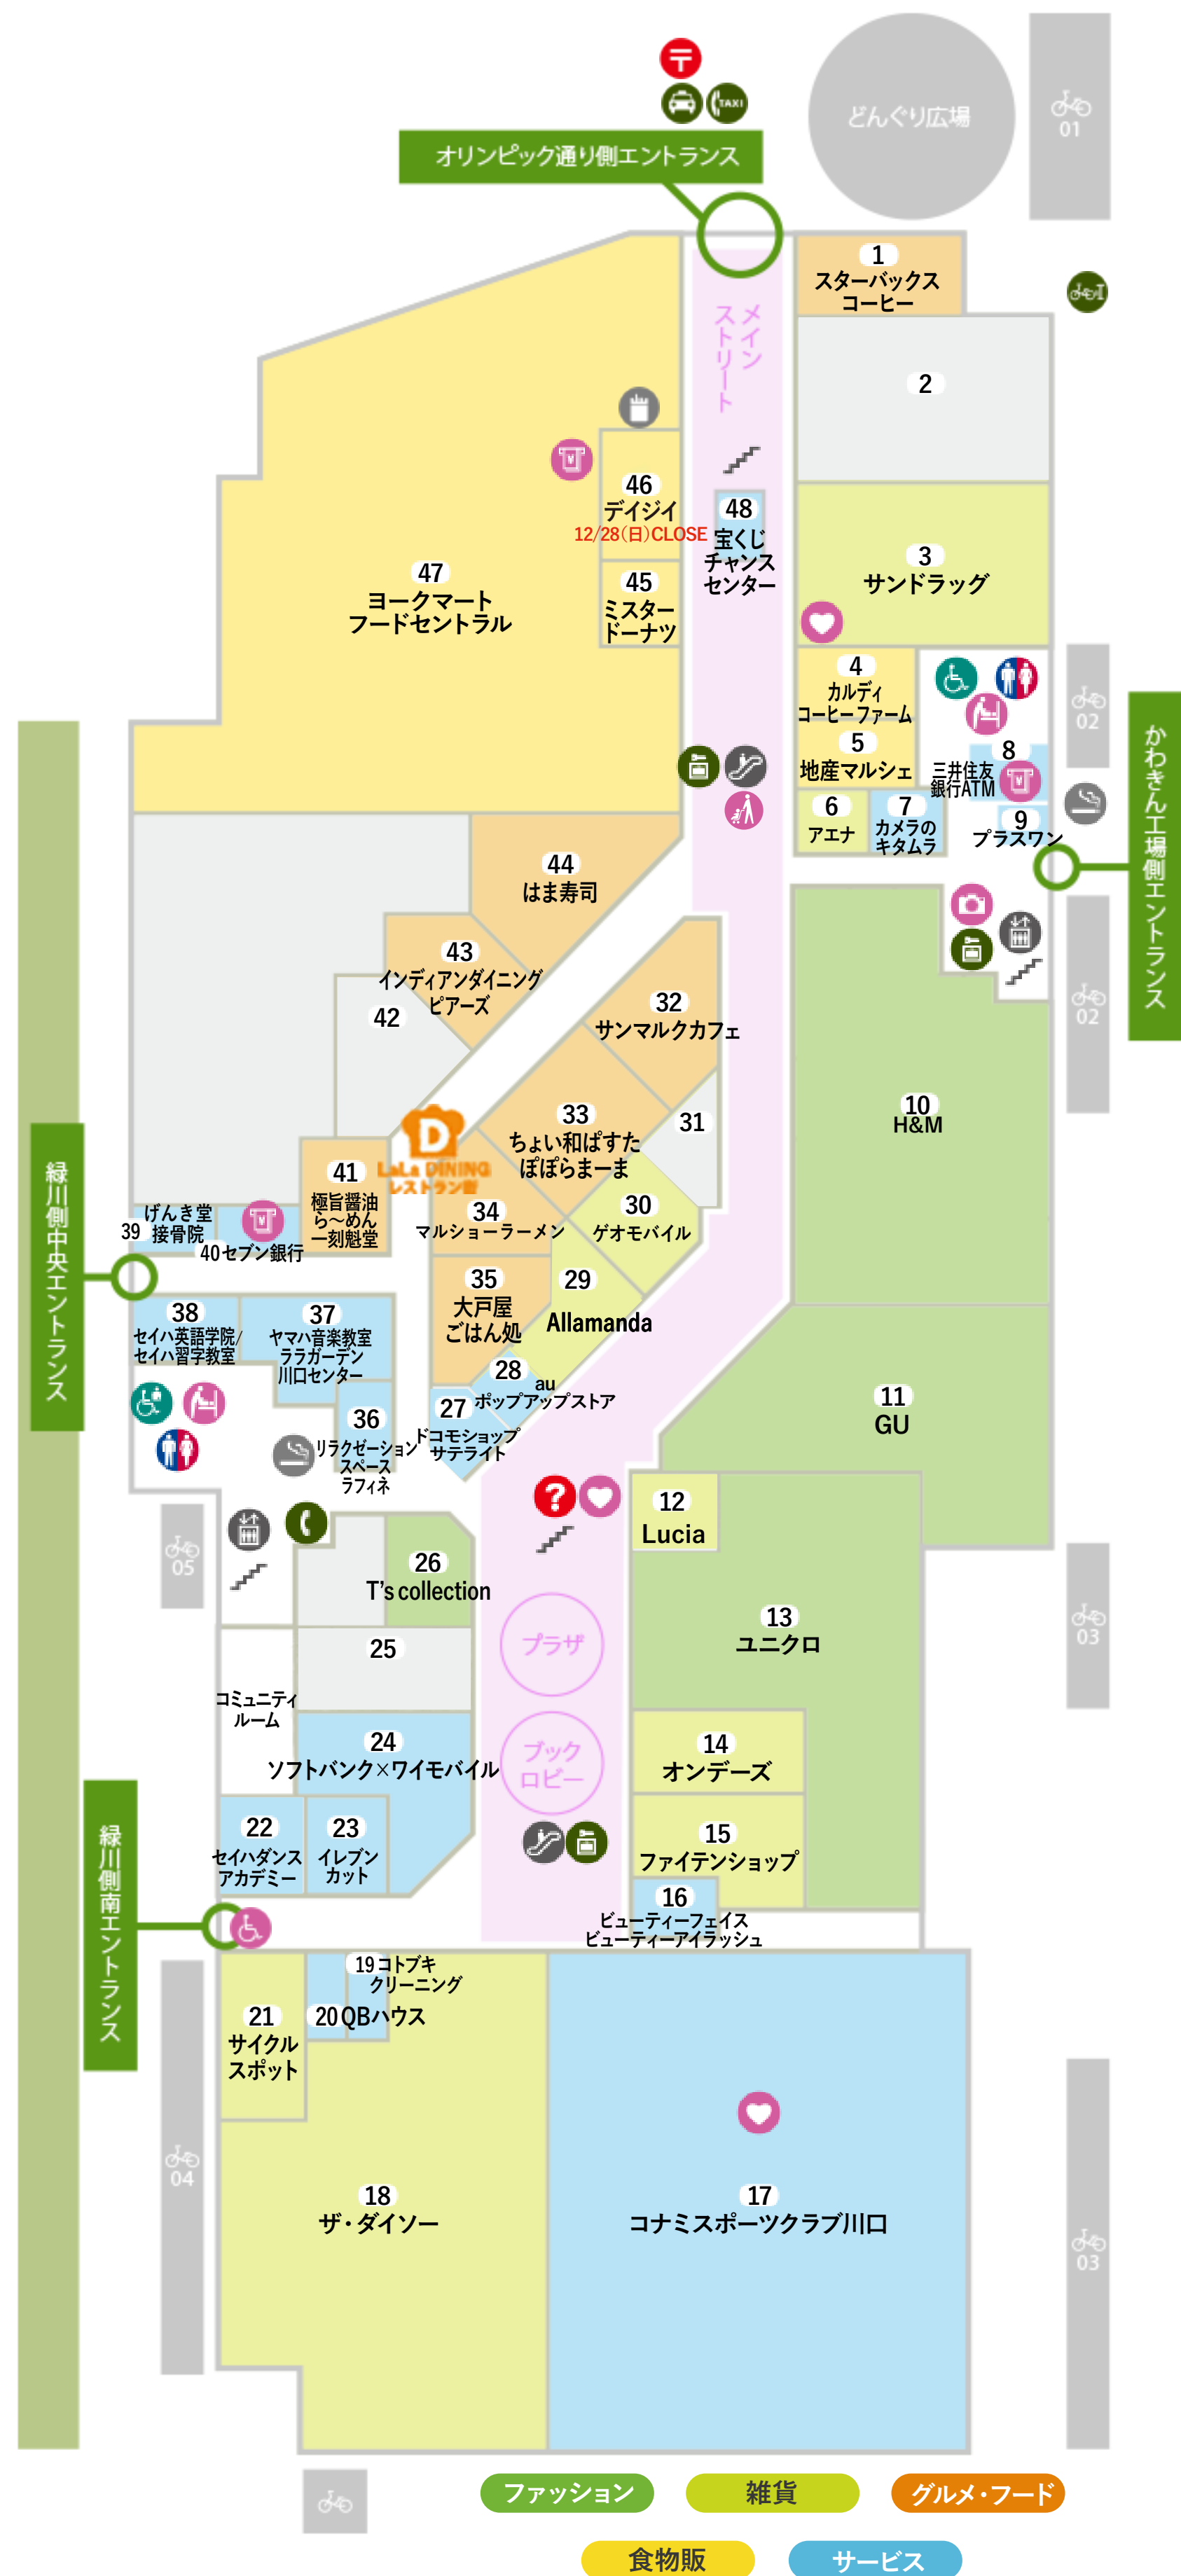 〒
TAXI
どんぐり広場
01
オリンピック通り側エントランス
1
スターバックス
コーヒー
メイン
ストリート
2
46
デイジイ
12/28(日)CLOSE
48
宝くじ
チャンス
センター
3
サンドラッグ
47
ヨークマート
フードセントラル
45
ミスター
ドーナツ
4
カルディ
コーヒーファーム
02
かわきん工場側エントランス
5
地産マルシェ
8
三井住友
銀行ATM
6
アエナ
7
カメラの
キタムラ
9
プラスワン
44
はま寿司
43
インディアンダイニング
ピアーズ
42
32
サンマルクカフェ
02
10
H&M
33
ちょい和ぱすた
ぽぽらまーま
31
D
LaLa DINING
レストラン街
緑川側中央エントランス
41
極旨醤油
ら〜めん
一刻魁堂
39
げんき堂
接骨院
40 セブン銀行
34
マルショーラーメン
30
ゲオモバイル
35
大戸屋
ごはん処
29
Allamanda
38
セイハ英語学院/
セイハ習字教室
37
ヤマハ音楽教室
ララガーデン
川口センター
28
au
ポップアップストア
27
ドコモショップ
サテライト
36
リラクゼーション
スペース
ラフィネ
11
GU
?
12
Lucia
05
26
T's collection
プラザ
13
ユニクロ
03
25
コミュニティ
ルーム
24
ソフトバンク×ワイモバイル
ブック
ロビー
14
オンデーズ
緑川側南エントランス
22
セイハダンス
アカデミー
23
イレブン
カット
15
ファイテンショップ
16
ビューティーフェイス
ビューティーアイラッシュ
19 コトブキ
クリーニング
20 QBハウス
21
サイクル
スポット
04
18
ザ・ダイソー
17
コナミスポーツクラブ川口
03
ファッション
雑貨
グルメ・フード
食物販
サービス